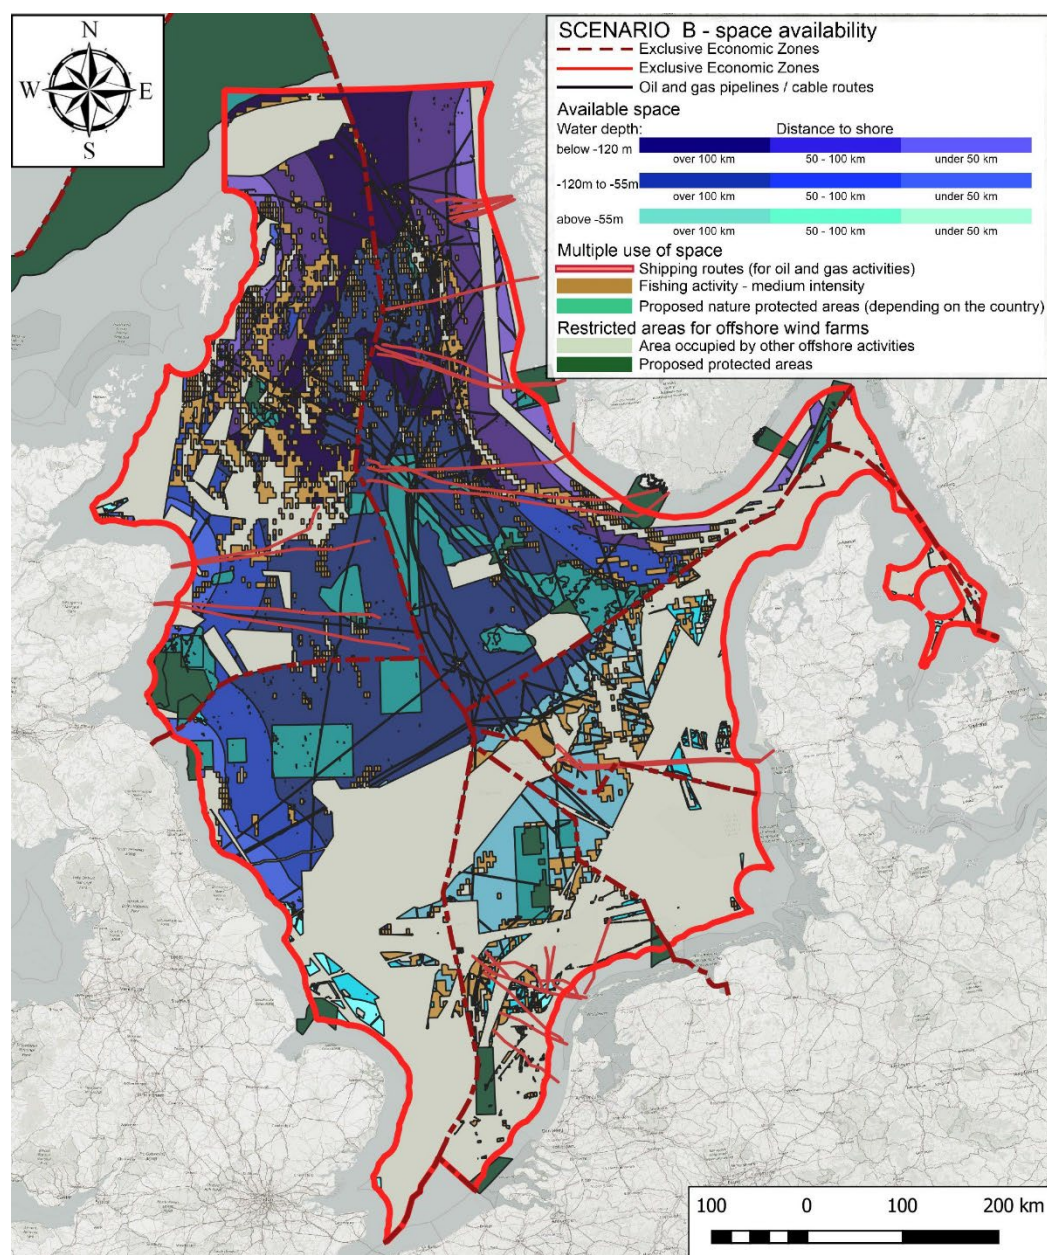 N
W E
S
SCENARIO B - space availability
Exclusive Economic Zones
Exclusive Economic Zones
Oil and gas pipelines / cable routes
Available space
Water depth: Distance to shore
below -120 m
over 100 km 50 - 100 km under 50 km
-120m to -55m
over 100 km 50 - 100 km under 50 km
above -55m
over 100 km 50 - 100 km under 50 km
Multiple use of space
Shipping routes (for oil and gas activities)
Fishing activity - medium intensity
Proposed nature protected areas (depending on the country)
Restricted areas for offshore wind farms
Area occupied by other offshore activities
Proposed protected areas
100 0 100 200 km